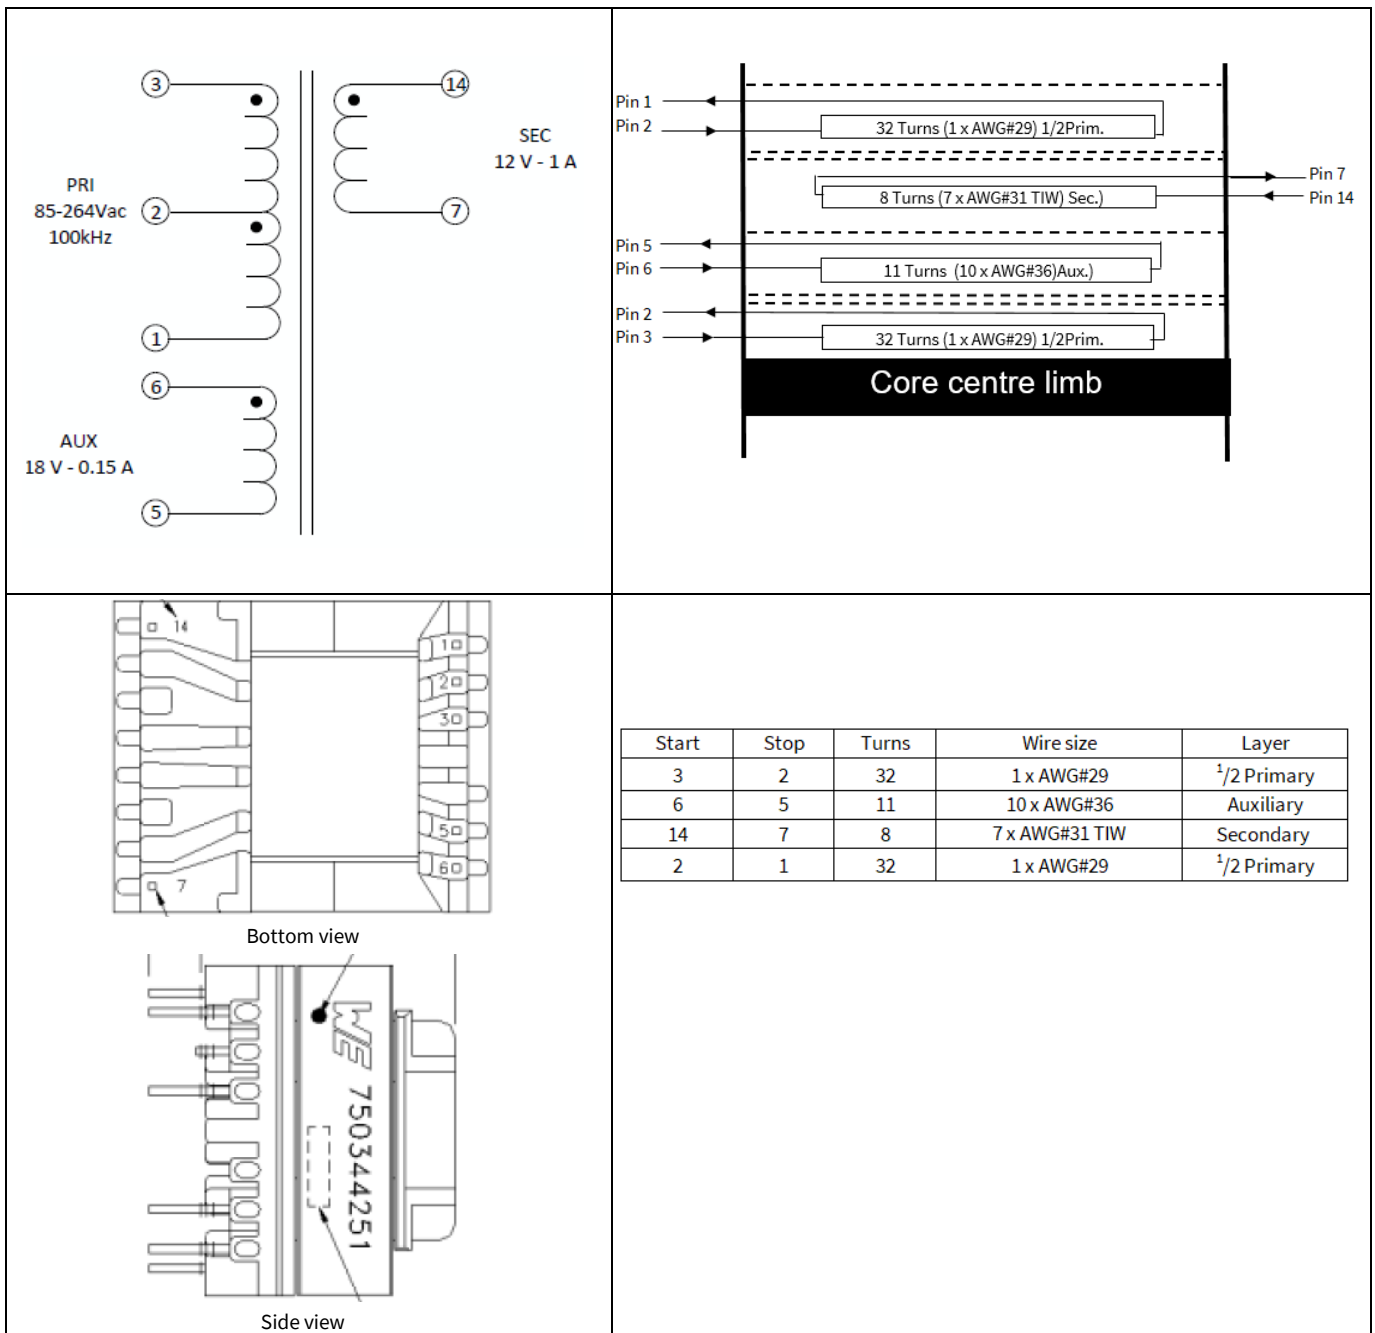 3
14
SEC
12 V - 1 A
PRI
85-264Vac
100kHz
2
7
1
6
AUX
18 V - 0.15 A
5
Pin 1
Pin 2
32 Turns (1 x AWG#29) 1/2Prim.
Pin 7
8 Turns (7 x AWG#31 TIW) Sec.)
Pin 14
Pin 5
Pin 6
11 Turns (10 x AWG#36)Aux.)
Pin 2
Pin 3
32 Turns (1 x AWG#29) 1/2Prim.
Core centre limb
14
1
2
3
5
6
7
Bottom view
WE 750344251
Side view
Start Stop Turns Wire size Layer
3 2 32 1 x AWG#29 1/2 Primary
6 5 11 10 x AWG#36 Auxiliary
14 7 8 7 x AWG#31 TIW Secondary
2 1 32 1 x AWG#29 1/2 Primary